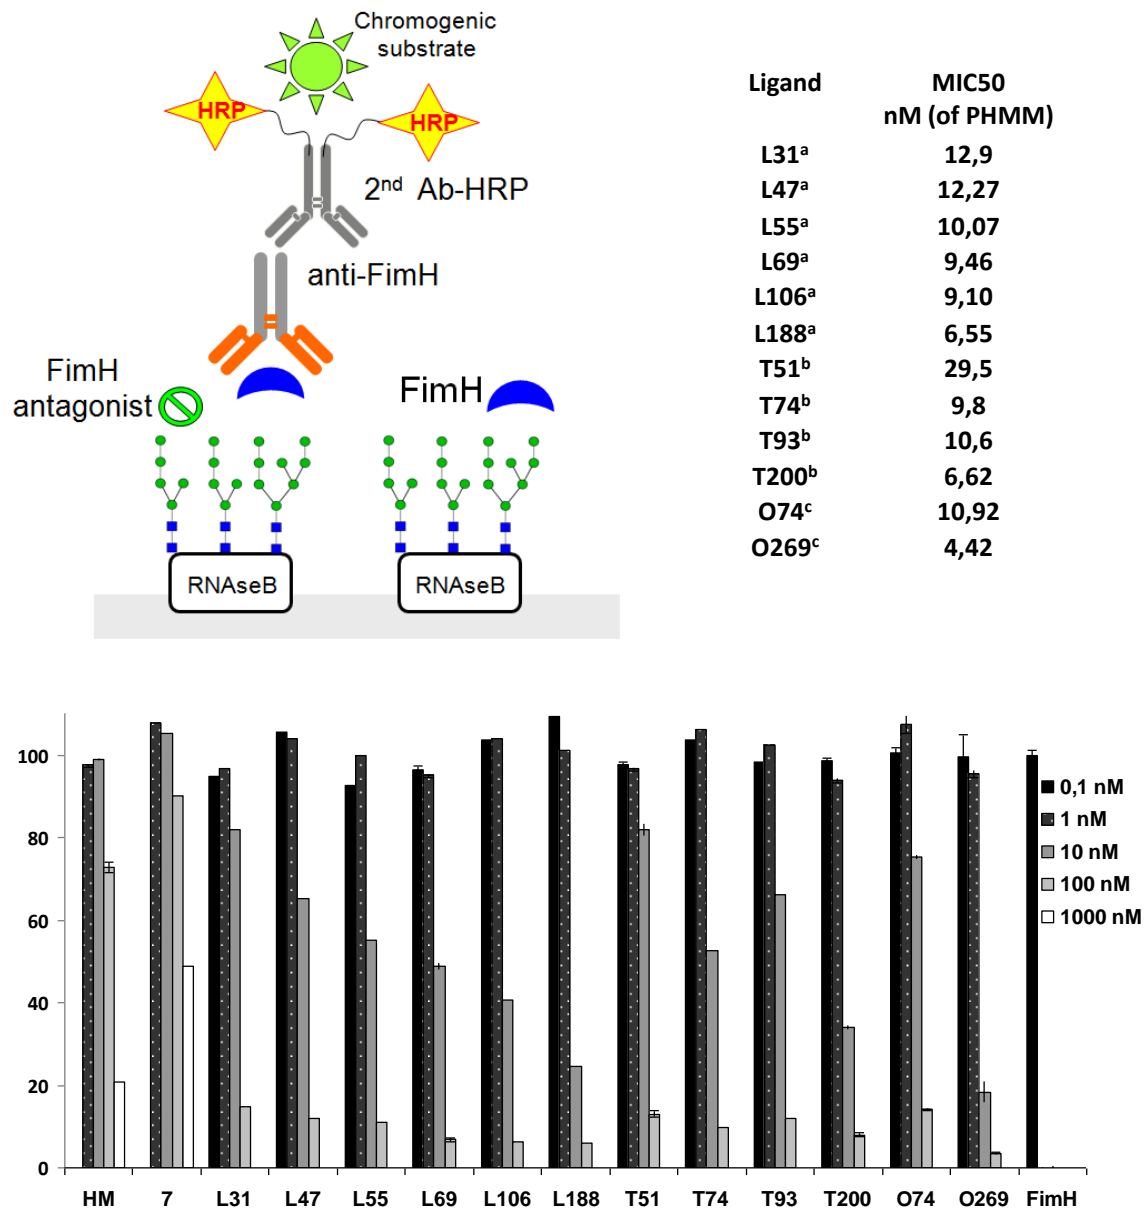 Chromogenic
substrate
HRP
HRP
2nd Ab-HRP
anti-FimH
FimH
antagonist
FimH
RNAseB
RNAseB
Ligand MIC50
nM (of PHMM)
L31a 12,9
L47a 12,27
L55a 10,07
L69a 9,46
L106a 9,10
L188a 6,55
T51b 29,5
T74b 9,8
T93b 10,6
T200b 6,62
O74c 10,92
O269c 4,42
100
80
60
40
20
0
HM 7 L31 L47 L55 L69 L106 L188 T51 T74 T93 T200 O74 O269 FimH
0,1 nM
1 nM
10 nM
100 nM
1000 nM